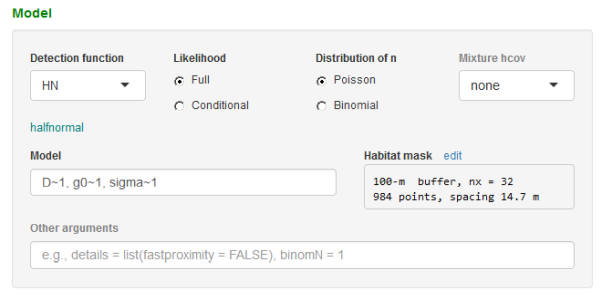 Model
Detection function Likelihood Distribution of n Mixture hcov
HN Full Poisson none
Conditional Binomial
halfnormal
Model Habitat mask edit
D~1, g0~1, sigma~1
100-m buffer, nx = 32
984 points, spacing 14.7 m
Other arguments
e.g., details = list(fastproximity = FALSE), binomN = 1